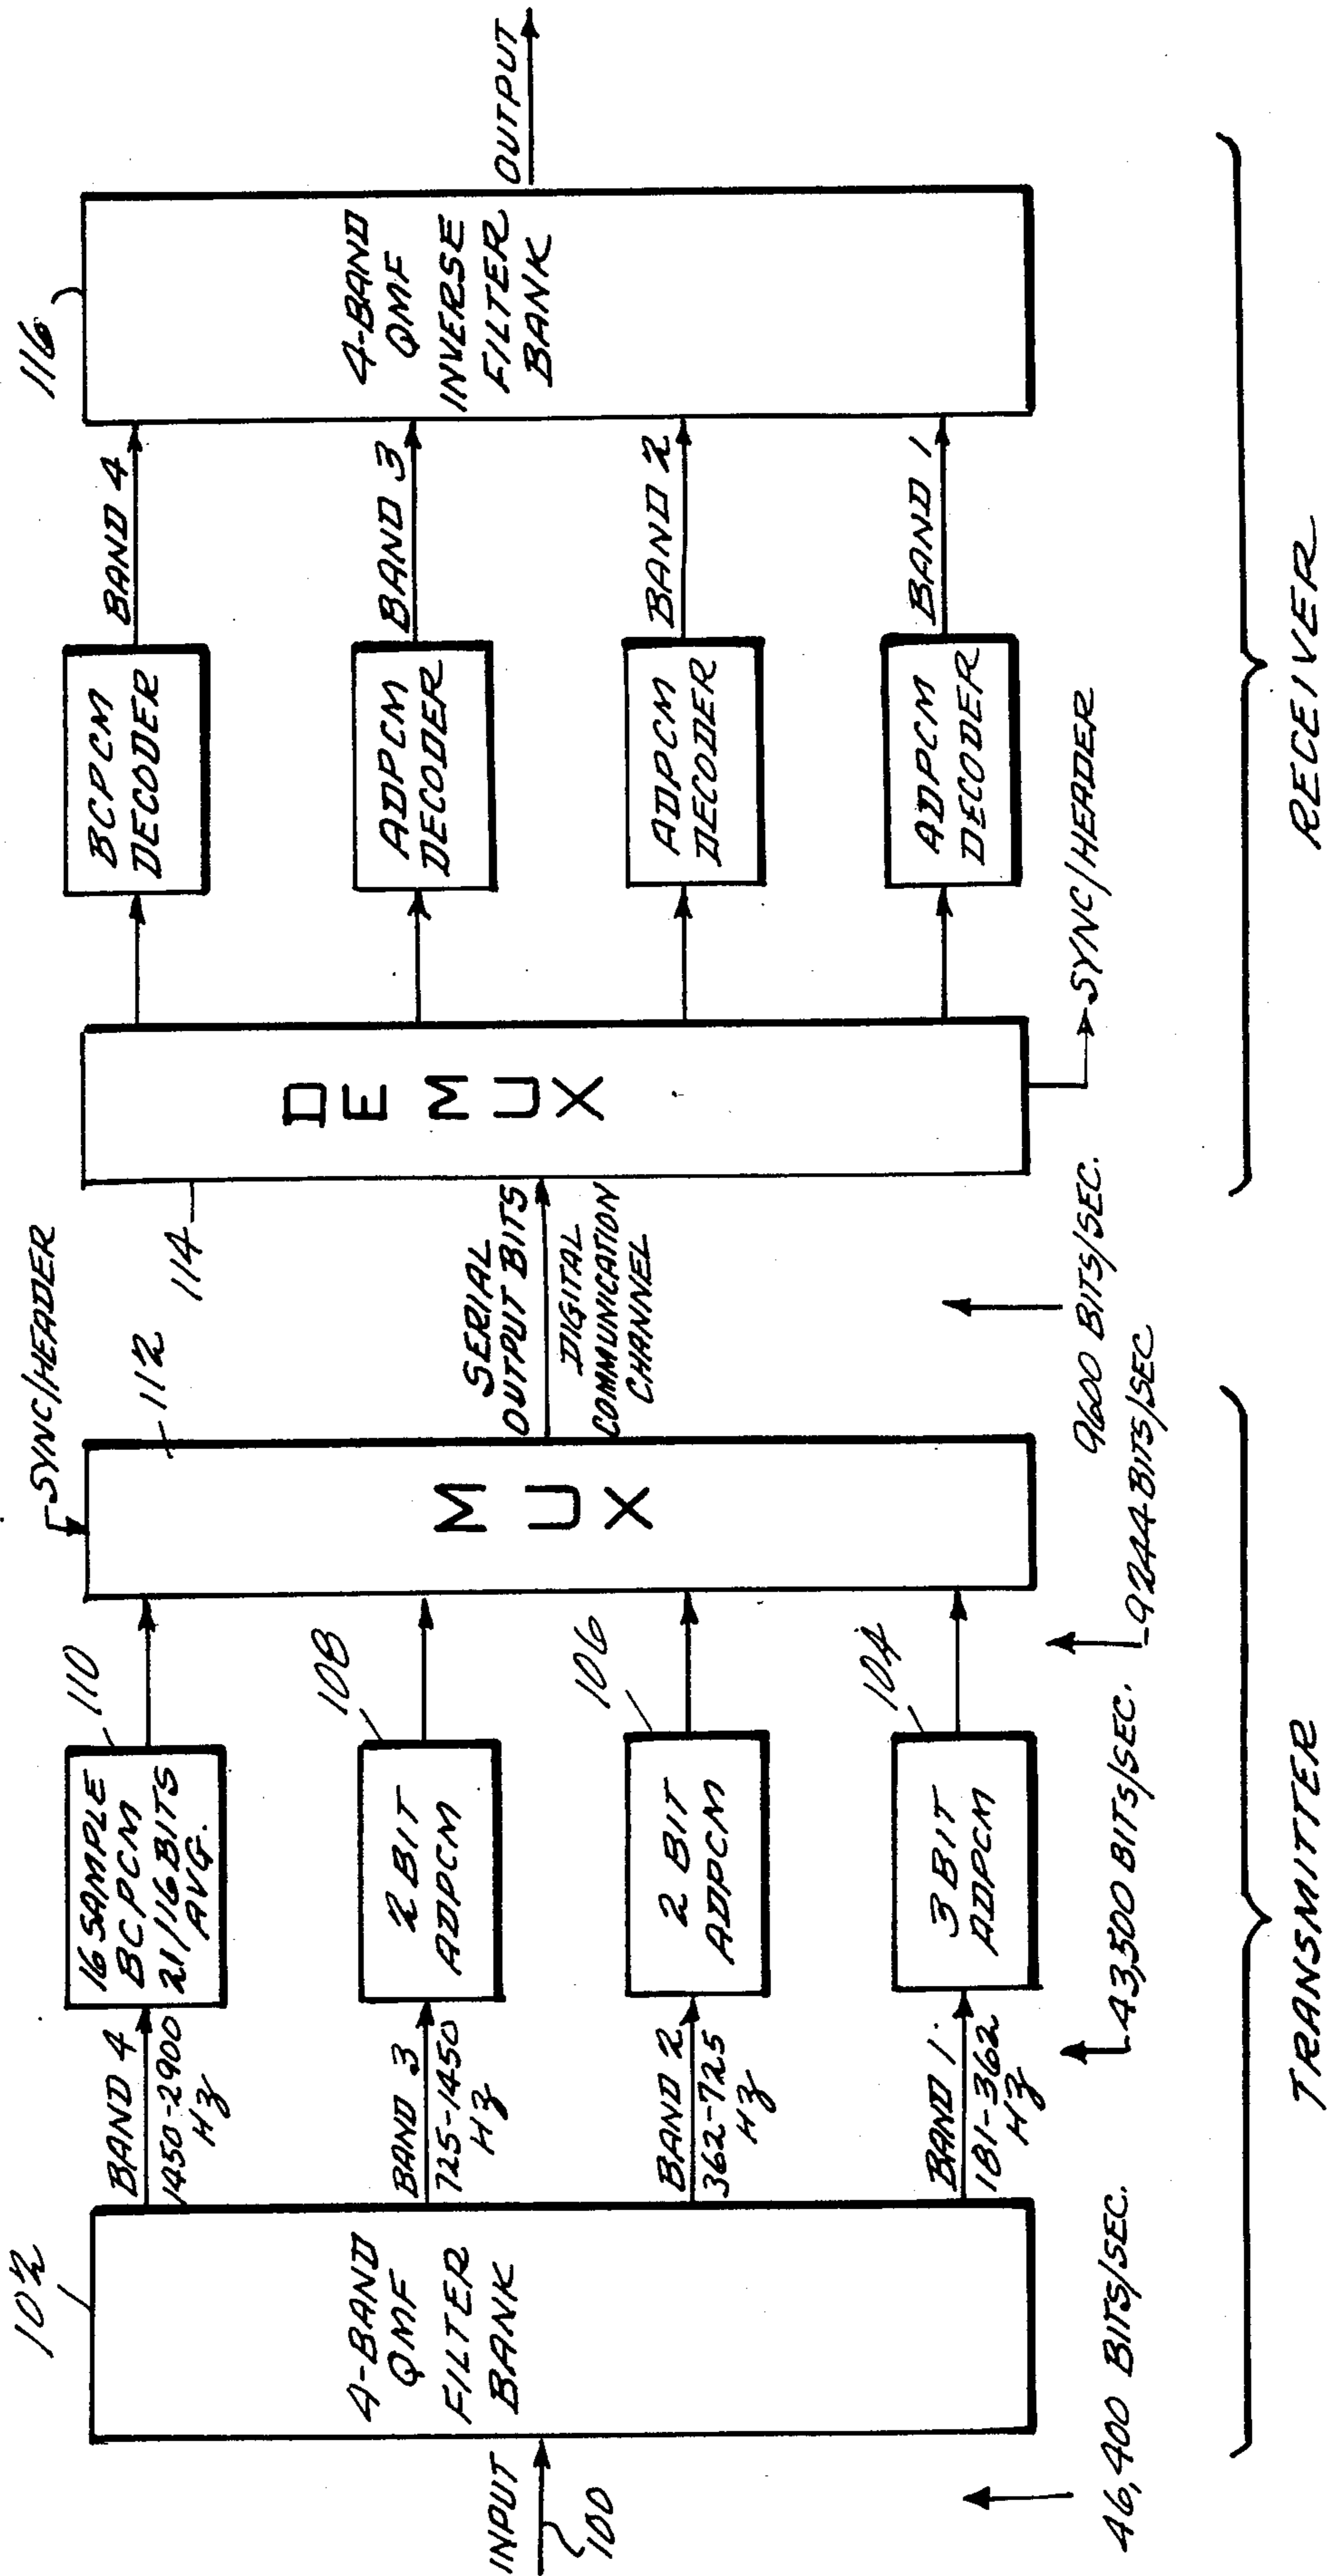 INPUT
100
102
4-BAND
QMF
FILTER
BANK
BAND 4
1450-2900
Hz
BAND 3
725-1450
Hz
BAND 2
362-725
Hz
BAND 1
181-362
Hz
110
16 SAMPLE
BCPCM
21/16 BITS
AVG.
108
2 BIT
ADPCM
106
2 BIT
ADPCM
104
3 BIT
ADPCM
SYNC/HEADER
112
MUX
SERIAL
OUTPUT BITS
DIGITAL
COMMUNICATION
CHANNEL
114
DEMUX
SYNC/HEADER
BCPCM
DECODER
ADPCM
DECODER
ADPCM
DECODER
ADPCM
DECODER
BAND 4
BAND 3
BAND 2
BAND 1
116
4-BAND
QMF
INVERSE
FILTER
BANK
OUTPUT
46,400 BITS/SEC.
43,500 BITS/SEC.
9244 BITS/SEC
9600 BITS/SEC.
TRANSMITTER
RECEIVER